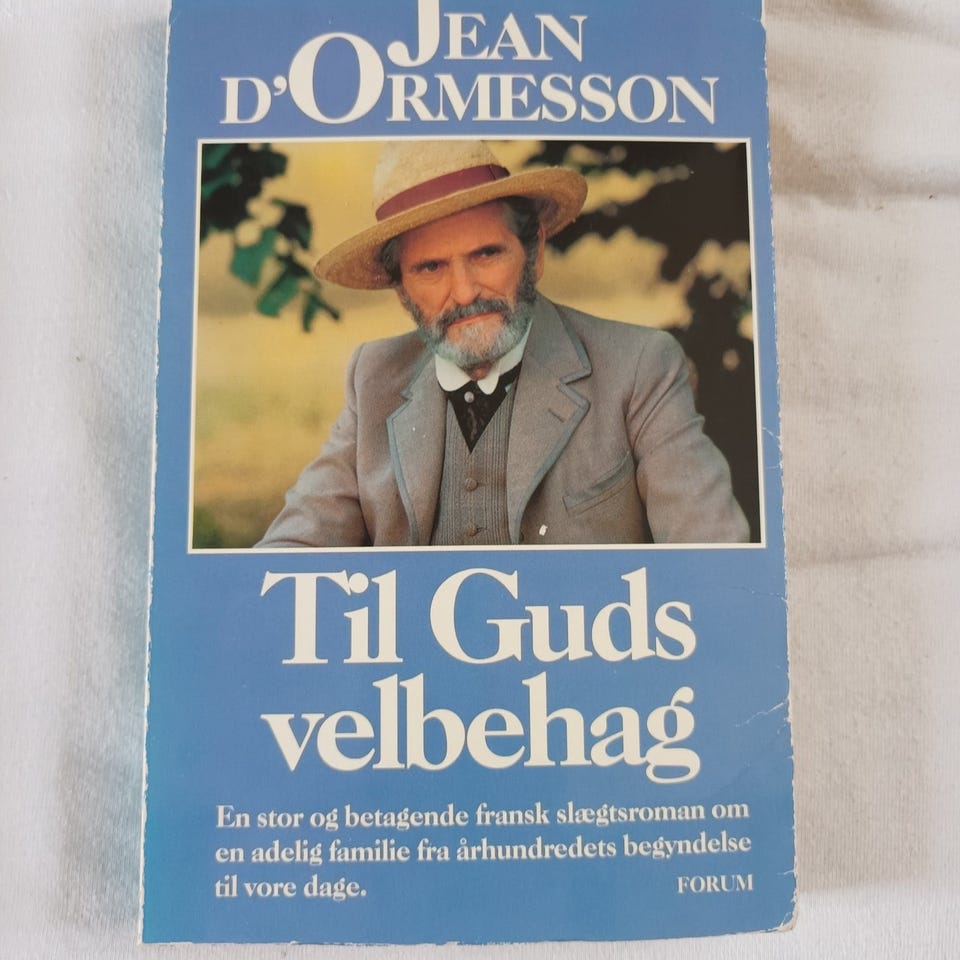 JEAN
D'ORMESSON
Til Guds
velbehag
En stor og betagende fransk slægtsroman om
en adelig familie fra århundredets begyndelse
til vore dage.
FORUM